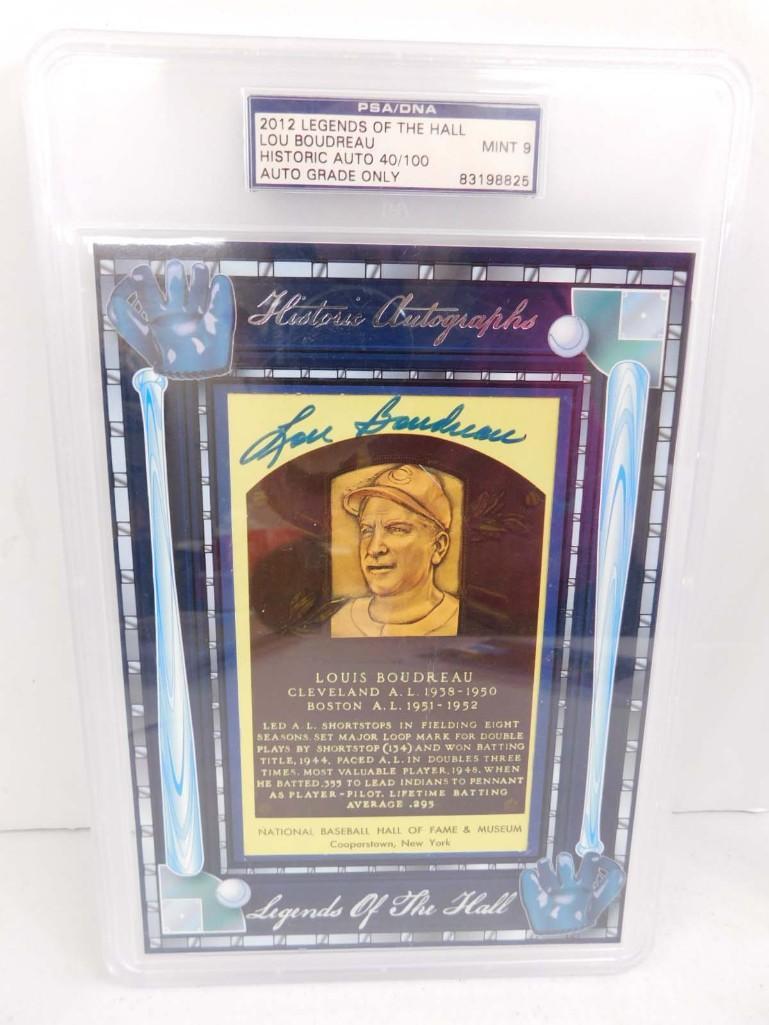 PSA/DNA
2012 LEGENDS OF THE HALL
LOU BOUDREAU MINT 9
HISTORIC AUTO 40/100
AUTO GRADE ONLY 83198825
Historic Autographs
Lou Boudreau
LOUIS BOUDREAU
CLEVELAND A.L. 1938-1950
BOSTON A.L. 1951-1952
LED A.L. SHORTSTOPS IN FIELDING EIGHT
SEASONS. SET MAJOR LOOP MARK FOR DOUBLE
PLAYS BY SHORTSTOP (134) AND WON BATTING
TITLE, 1944. PACED A.L. IN DOUBLES THREE
TIMES. MOST VALUABLE PLAYER, 1948, WHEN
HE BATTED .355 TO LEAD INDIANS TO PENNANT
AS PLAYER-PILOT. LIFETIME BATTING
AVERAGE .295
NATIONAL BASEBALL HALL OF FAME & MUSEUM
Cooperstown, New York
Legends Of The Hall